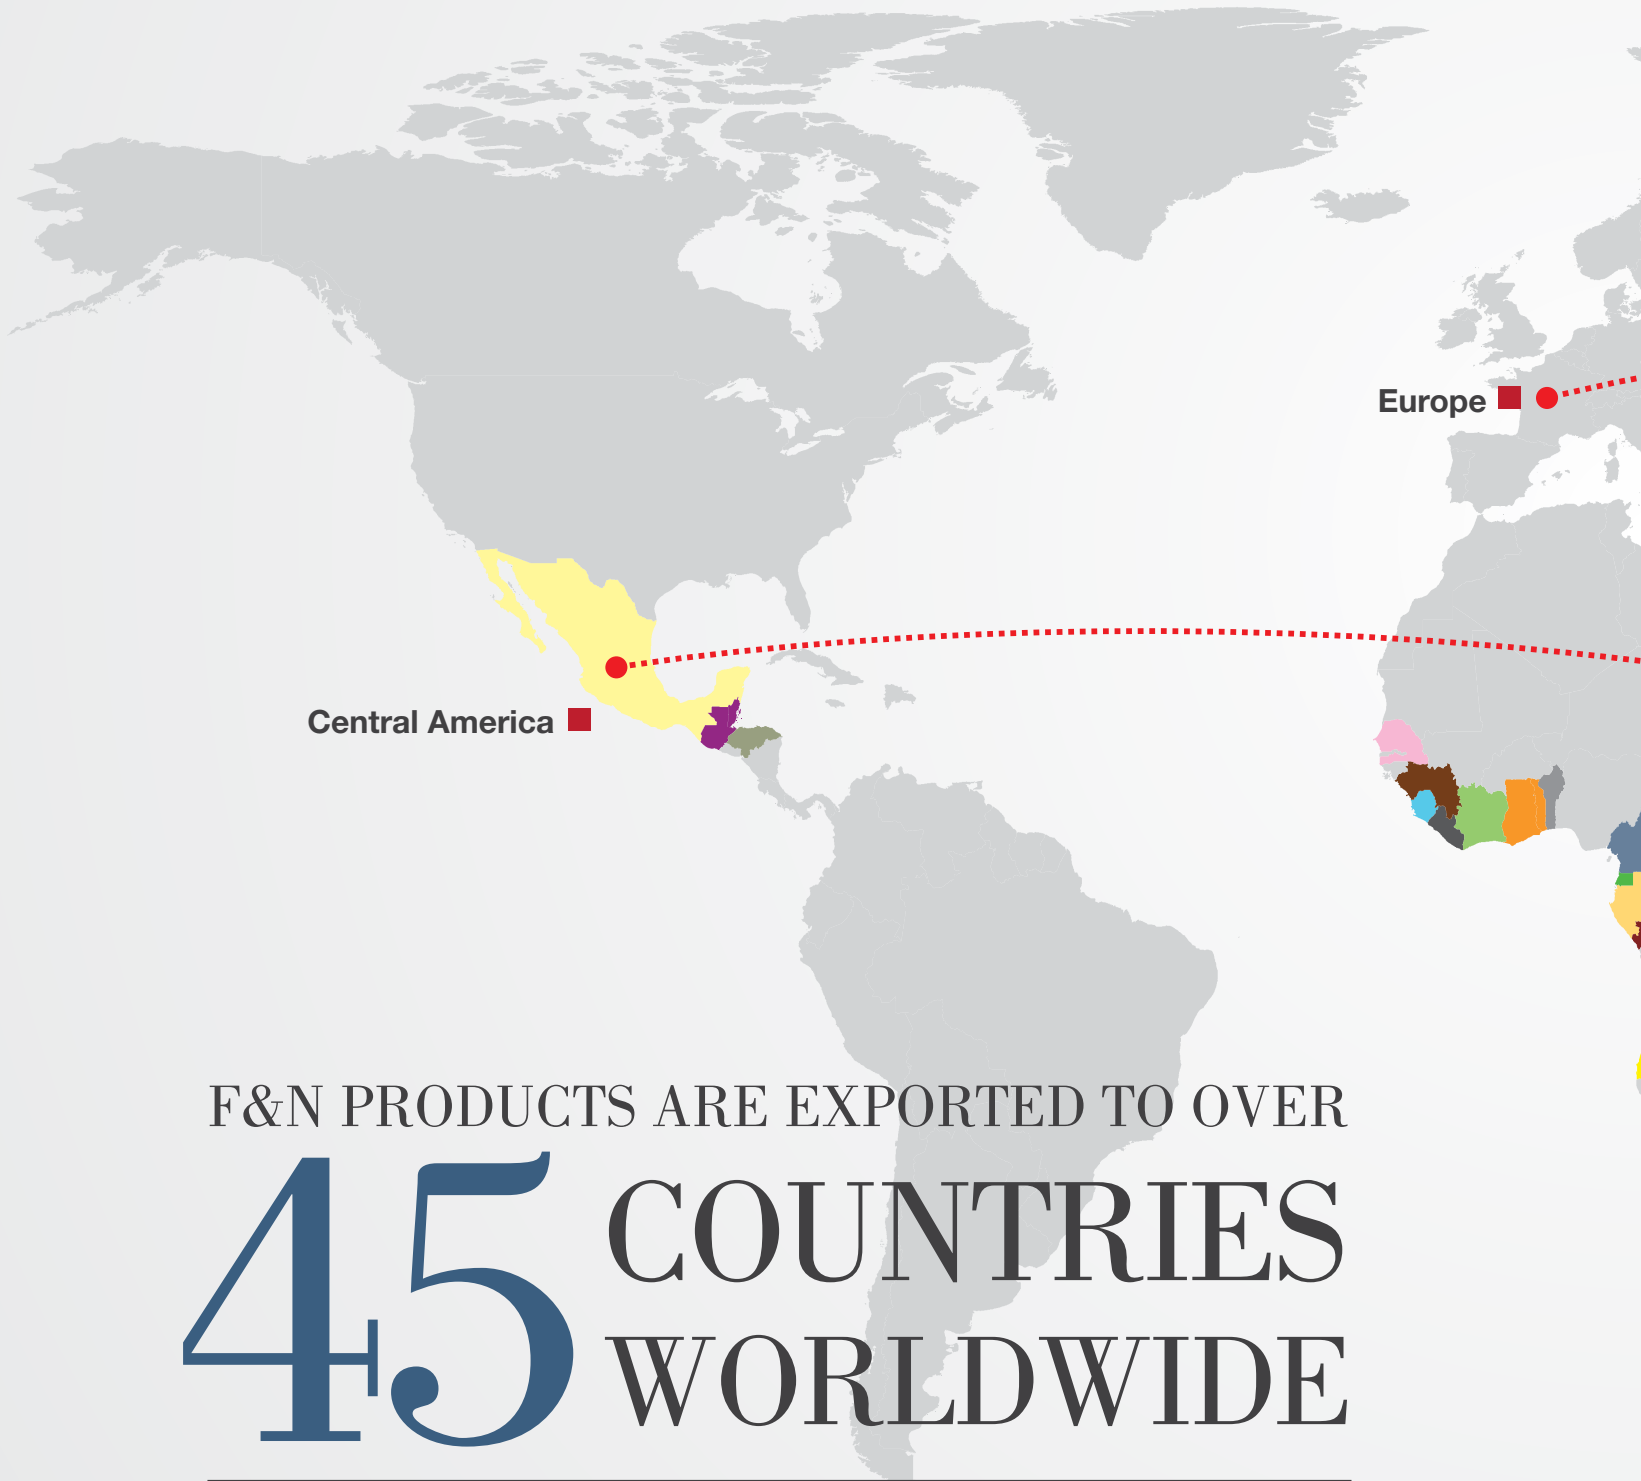 Europe
Central America
F&N PRODUCTS ARE EXPORTED TO OVER
45 COUNTRIES
WORLDWIDE